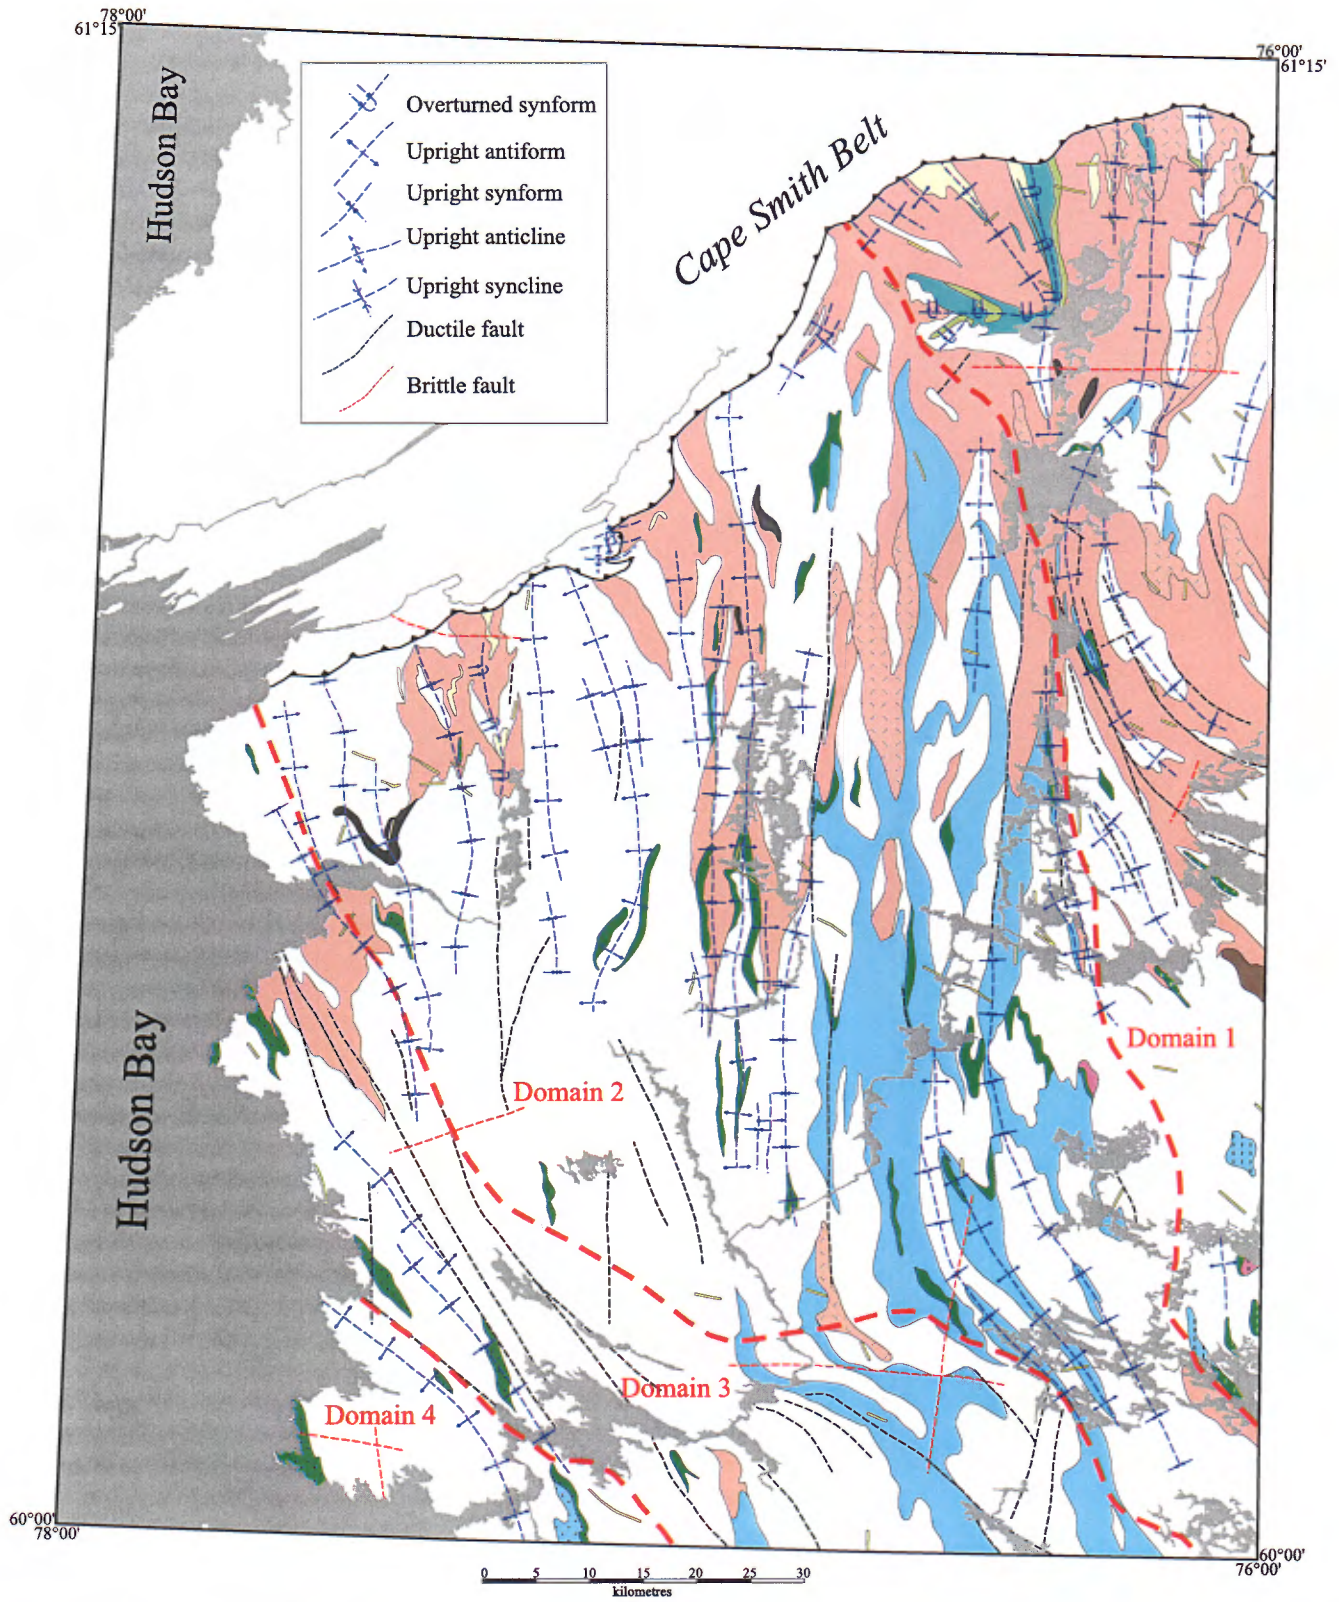 78°00'
61°15'
76°00'
61°15'
Hudson Bay
Overturned synform
Upright antiform
Upright synform
Upright anticline
Upright syncline
Ductile fault
Brittle fault
Cape Smith Belt
Domain 1
Domain 2
Hudson Bay
Domain 3
Domain 4
60°00'
78°00'
60°00'
76°00'
0 5 10 15 20 25 30
kilometres